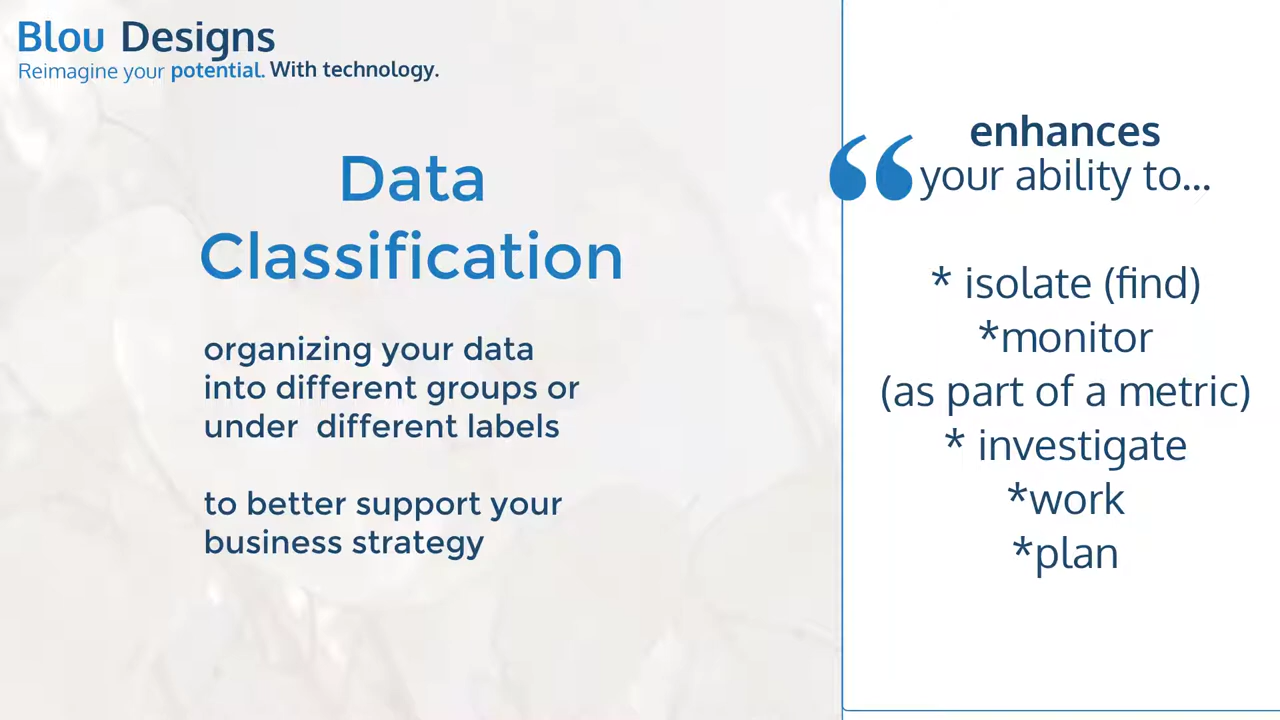 Blou Designs
Reimagine your potential. With technology.
Data
Classification
organizing your data
into different groups or
under different labels
to better support your
business strategy
“ enhances
your ability to...
* isolate (find)
*monitor
(as part of a metric)
* investigate
*work
*plan